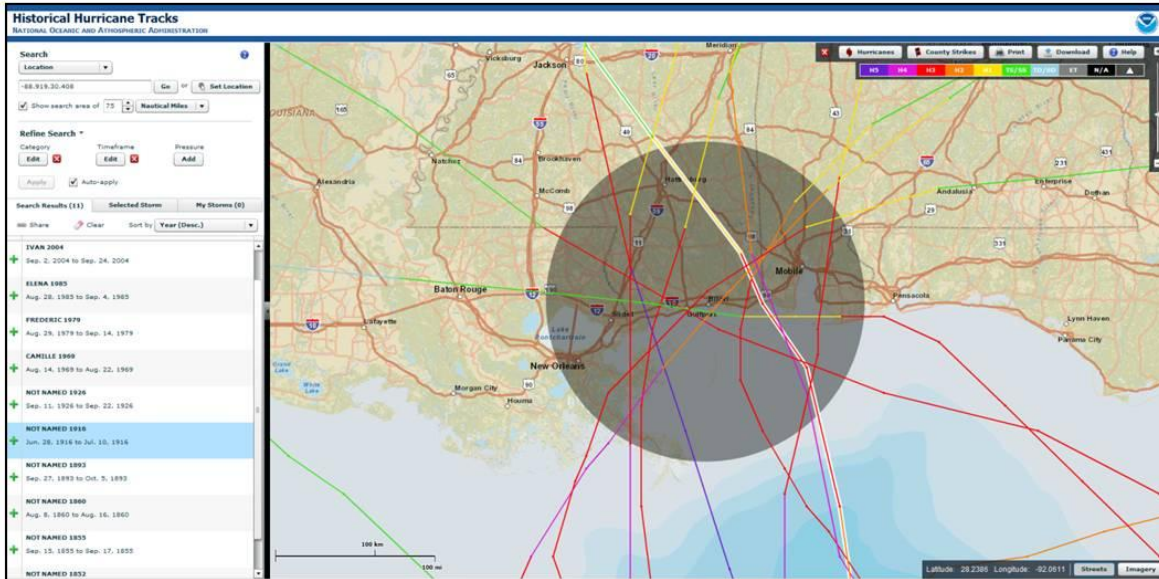 Historical Hurricane Tracks
National Oceanic and Atmospheric Administration
Search
Location
-88.919,30.408
Go or Set Location
Show search area of 75 Nautical Miles
Refine Search
Category Timeframe Pressure
Edit Edit Add
Apply Auto-apply
Search Results (11) Selected Storm My Storms (0)
Share Clear Sort by Year (Desc.)
IVAN 2004
Sep. 2, 2004 to Sep. 24, 2004
ELENA 1985
Aug. 28, 1985 to Sep. 4, 1985
FREDERIC 1979
Aug. 29, 1979 to Sep. 14, 1979
CAMILLE 1969
Aug. 14, 1969 to Aug. 22, 1969
NOT NAMED 1926
Sep. 11, 1926 to Sep. 22, 1926
NOT NAMED 1916
Jun. 28, 1916 to Jul. 10, 1916
NOT NAMED 1893
Sep. 27, 1893 to Oct. 5, 1893
NOT NAMED 1860
Aug. 8, 1860 to Aug. 16, 1860
NOT NAMED 1855
Sep. 15, 1855 to Sep. 17, 1855
NOT NAMED 1852
Hurricanes County Strikes Print Download Help
H5 H4 H3 H2 H1 TS/SS TD/SD ET N/A
Vicksburg
Jackson
Meridian
Natchez
Brookhaven
McComb
Alexandria
Andalusia
Enterprise
Dothan
Mobile
Pensacola
Lynn Haven
Panama City
Baton Rouge
Lafayette
Slidell
Gulfport
Biloxi
Lake
Pontchartrain
New Orleans
Morgan City
Houma
White
Lake
100 km
100 mi
Latitude: 28.2386 Longitude: -92.0611 Streets Imagery